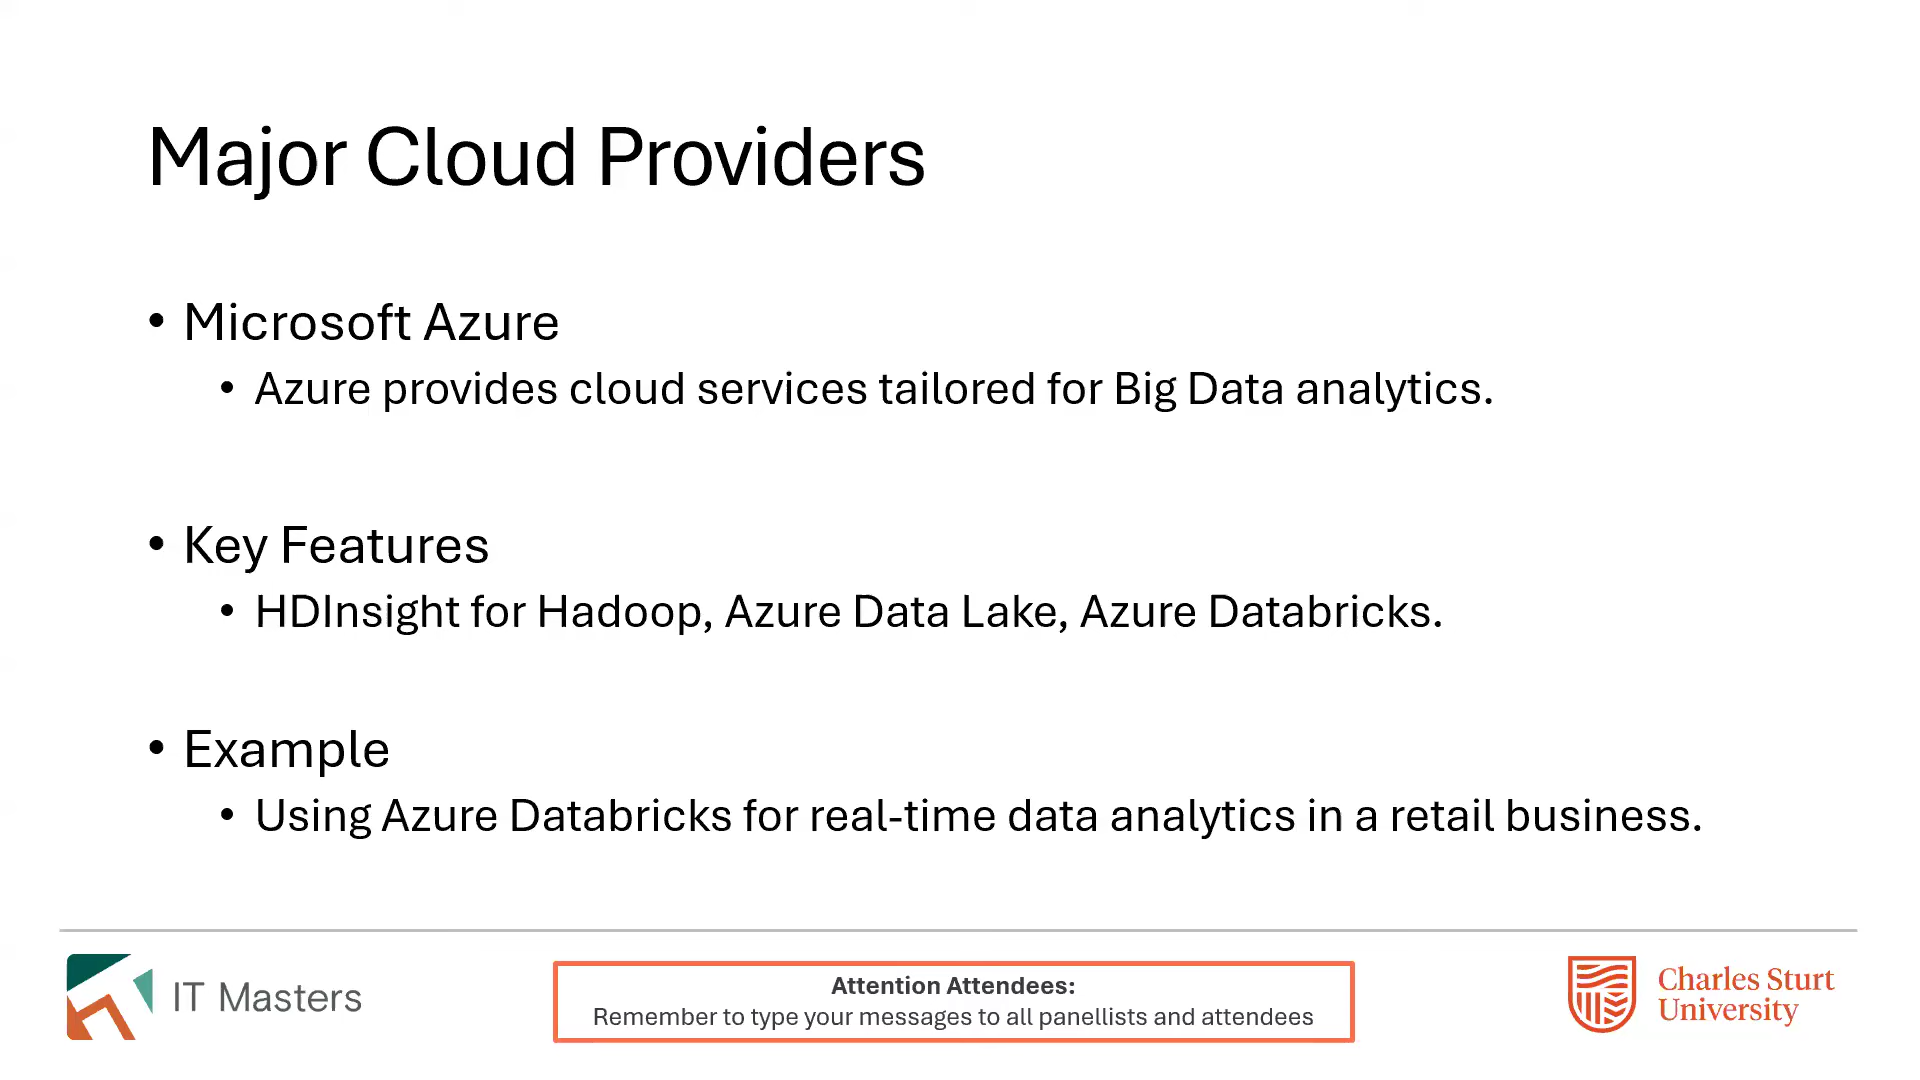 Major Cloud Providers
• Microsoft Azure
• Azure provides cloud services tailored for Big Data analytics.
• Key Features
• HDInsight for Hadoop, Azure Data Lake, Azure Databricks.
• Example
• Using Azure Databricks for real-time data analytics in a retail business.
IT Masters
Attention Attendees:
Remember to type your messages to all panellists and attendees
Charles Sturt
University